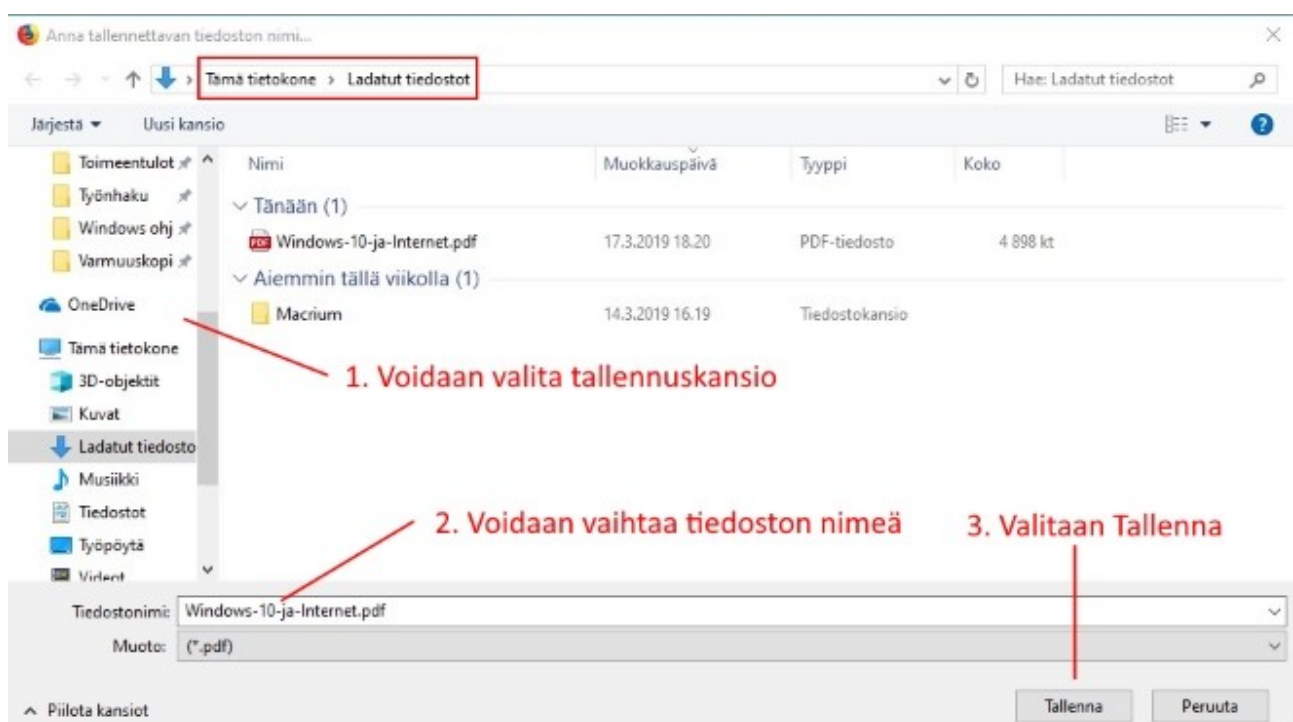 Anna tallennettavan tiedoston nimi...
Tämä tietokone > Ladatut tiedostot
Hae: Ladatut tiedostot
Järjestä Uusi kansio
Toimeentulot
Työnhaku
Windows ohj
Varmuuskopi
OneDrive
Tämä tietokone
3D-objektit
Kuvat
Ladatut tiedosto
Musiikki
Tiedostot
Työpöytä
Videot
Nimi Muokkauspäivä Tyyppi Koko
Tänään (1)
PDF Windows-10-ja-Internet.pdf 17.3.2019 18.20 PDF-tiedosto 4 898 kt
Aiemmin tällä viikolla (1)
Macrium 14.3.2019 16.19 Tiedostokansio
1. Voidaan valita tallennuskansio
2. Voidaan vaihtaa tiedoston nimeä
3. Valitaan Tallenna
Tiedostonimi: Windows-10-ja-Internet.pdf
Muoto: (*.pdf)
Piilota kansiot
Tallenna Peruuta